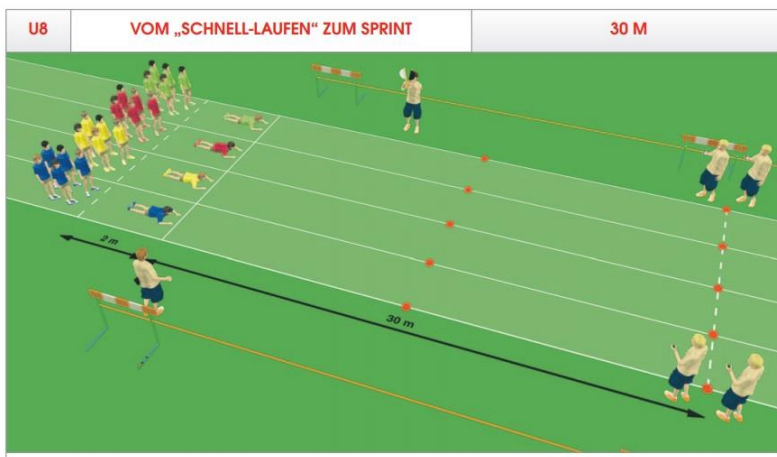 U8
VOM „SCHNELL-LAUFEN“ ZUM SPRINT
30 M
2 m
30 m